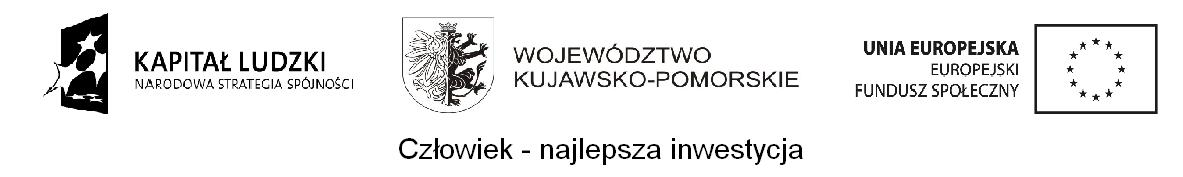 KAPITAŁ LUDZKI
NARODOWA STRATEGIA SPÓJNOŚCI
WOJEWÓDZTWO
KUJAWSKO-POMORSKIE
UNIA EUROPEJSKA
EUROPEJSKI
FUNDUSZ SPOŁECZNY
Człowiek - najlepsza inwestycja